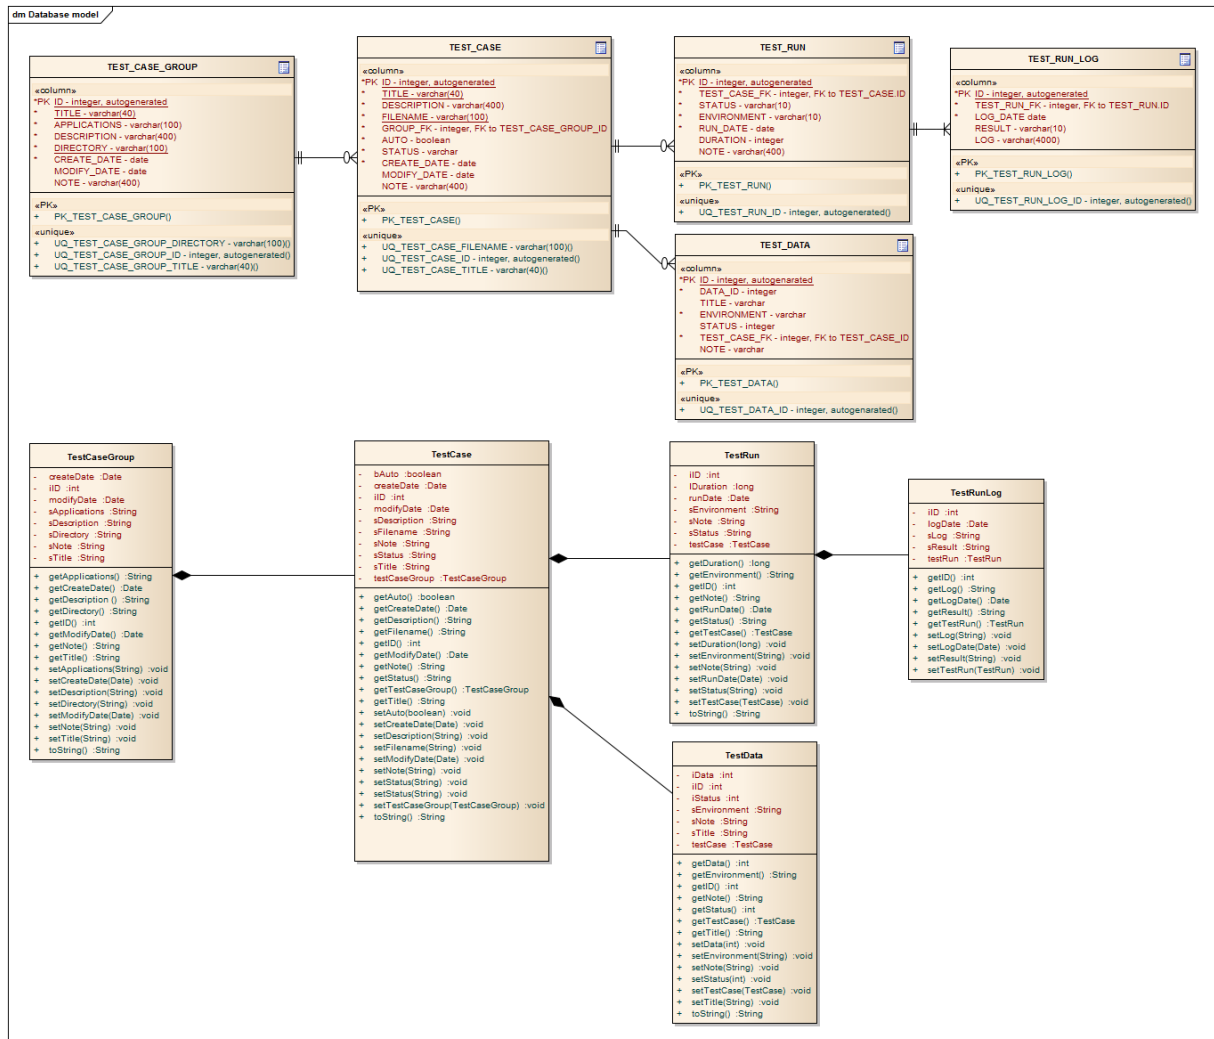 dm Database model
TEST_CASE_GROUP
«column»
*PK ID - integer, autogenerated
* TITLE - varchar(40)
* APPLICATIONS - varchar(100)
* DESCRIPTION - varchar(400)
* DIRECTORY - varchar(100)
* CREATE_DATE - date
MODIFY_DATE - date
NOTE - varchar(400)
«PK»
+ PK_TEST_CASE_GROUP()
«unique»
+ UQ_TEST_CASE_GROUP_DIRECTORY - varchar(100)()
+ UQ_TEST_CASE_GROUP_ID - integer, autogenerated()
+ UQ_TEST_CASE_GROUP_TITLE - varchar(40)()
TEST_CASE
«column»
*PK ID - integer, autogenerated
* TITLE - varchar(40)
* DESCRIPTION - varchar(400)
* FILENAME - varchar(100)
* GROUP_FK - integer, FK to TEST_CASE_GROUP_ID
* AUTO - boolean
* STATUS - varchar
* CREATE_DATE - date
MODIFY_DATE - date
NOTE - varchar(400)
«PK»
+ PK_TEST_CASE()
«unique»
+ UQ_TEST_CASE_FILENAME - varchar(100)()
+ UQ_TEST_CASE_ID - integer, autogenerated()
+ UQ_TEST_CASE_TITLE - varchar(40)()
TEST_RUN
«column»
*PK ID - integer, autogenerated
* TEST_CASE_FK - integer, FK to TEST_CASE.ID
* STATUS - varchar(10)
* ENVIRONMENT - varchar(10)
* RUN_DATE - date
* DURATION - integer
* NOTE - varchar(400)
«PK»
+ PK_TEST_RUN()
«unique»
+ UQ_TEST_RUN_ID - integer, autogenerated()
TEST_RUN_LOG
«column»
*PK ID - integer, autogenerated
* TEST_RUN_FK - integer, FK to TEST_RUN.ID
* LOG_DATE date
* RESULT - varchar(10)
* LOG - varchar(4000)
«PK»
+ PK_TEST_RUN_LOG()
«unique»
+ UQ_TEST_RUN_LOG_ID - integer, autogenerated()
TEST_DATA
«column»
*PK ID - integer, autogenarated
* DATA_ID - integer
TITLE - varchar
* ENVIRONMENT - varchar
STATUS - integer
* TEST_CASE_FK - integer, FK to TEST_CASE_ID
NOTE - varchar
«PK»
+ PK_TEST_DATA()
«unique»
+ UQ_TEST_DATA_ID - integer, autogenarated()
TestCaseGroup
- createDate :Date
- iID :int
- modifyDate :Date
- sApplications :String
- sDescription :String
- sDirectory :String
- sNote :String
- sTitle :String
+ getApplications() :String
+ getCreateDate() :Date
+ getDescription () :String
+ getDirectory() :String
+ getID() :int
+ getModifyDate() :Date
+ getNote() :String
+ getTitle() :String
+ setApplications(String) :void
+ setCreateDate(Date) :void
+ setDescription(String) :void
+ setDirectory(String) :void
+ setModifyDate(Date) :void
+ setNote(String) :void
+ setTitle(String) :void
+ toString() :String
TestCase
- bAuto :boolean
- createDate :Date
- iID :int
- modifyDate :Date
- sDescription :String
- sFilename :String
- sNote :String
- sStatus :String
- sTitle :String
- testCaseGroup :TestCaseGroup
+ getAuto() :boolean
+ getCreateDate() :Date
+ getDescription() :String
+ getFilename() :String
+ getID() :int
+ getModifyDate() :Date
+ getNote() :String
+ getStatus() :String
+ getTestCaseGroup() :TestCaseGroup
+ getTitle() :String
+ setAuto(boolean) :void
+ setCreateDate(Date) :void
+ setDescription(String) :void
+ setFilename(String) :void
+ setModifyDate(Date) :void
+ setNote(String) :void
+ setStatus(String) :void
+ setStatus(String) :void
+ setTestCaseGroup(TestCaseGroup) :void
+ toString() :String
TestRun
- iID :int
- lDuration :long
- runDate :Date
- sEnvironment :String
- sNote :String
- sStatus :String
- testCase :TestCase
+ getDuration() :long
+ getEnvironment() :String
+ getID() :int
+ getNote() :String
+ getRunDate() :Date
+ getStatus() :String
+ getTestCase() :TestCase
+ setDuration(long) :void
+ setEnvironment(String) :void
+ setNote(String) :void
+ setRunDate(Date) :void
+ setStatus(String) :void
+ setTestCase(TestCase) :void
+ toString() :String
TestRunLog
- iID :int
- logDate :Date
- sLog :String
- sResult :String
- testRun :TestRun
+ getID() :int
+ getLog() :String
+ getLogDate() :Date
+ getResult() :String
+ getTestRun() :TestRun
+ setLog(String) :void
+ setLogDate(Date) :void
+ setResult(String) :void
+ setTestRun(TestRun) :void
TestData
- iData :int
- iID :int
- iStatus :int
- sEnvironment :String
- sNote :String
- sTitle :String
- testCase :TestCase
+ getData() :int
+ getEnvironment() :String
+ getID() :int
+ getNote() :String
+ getStatus() :int
+ getTestCase() :TestCase
+ getTitle() :String
+ setData(int) :void
+ setEnvironment(String) :void
+ setNote(String) :void
+ setStatus(int) :void
+ setTestCase(TestCase) :void
+ setTitle(String) :void
+ toString() :String